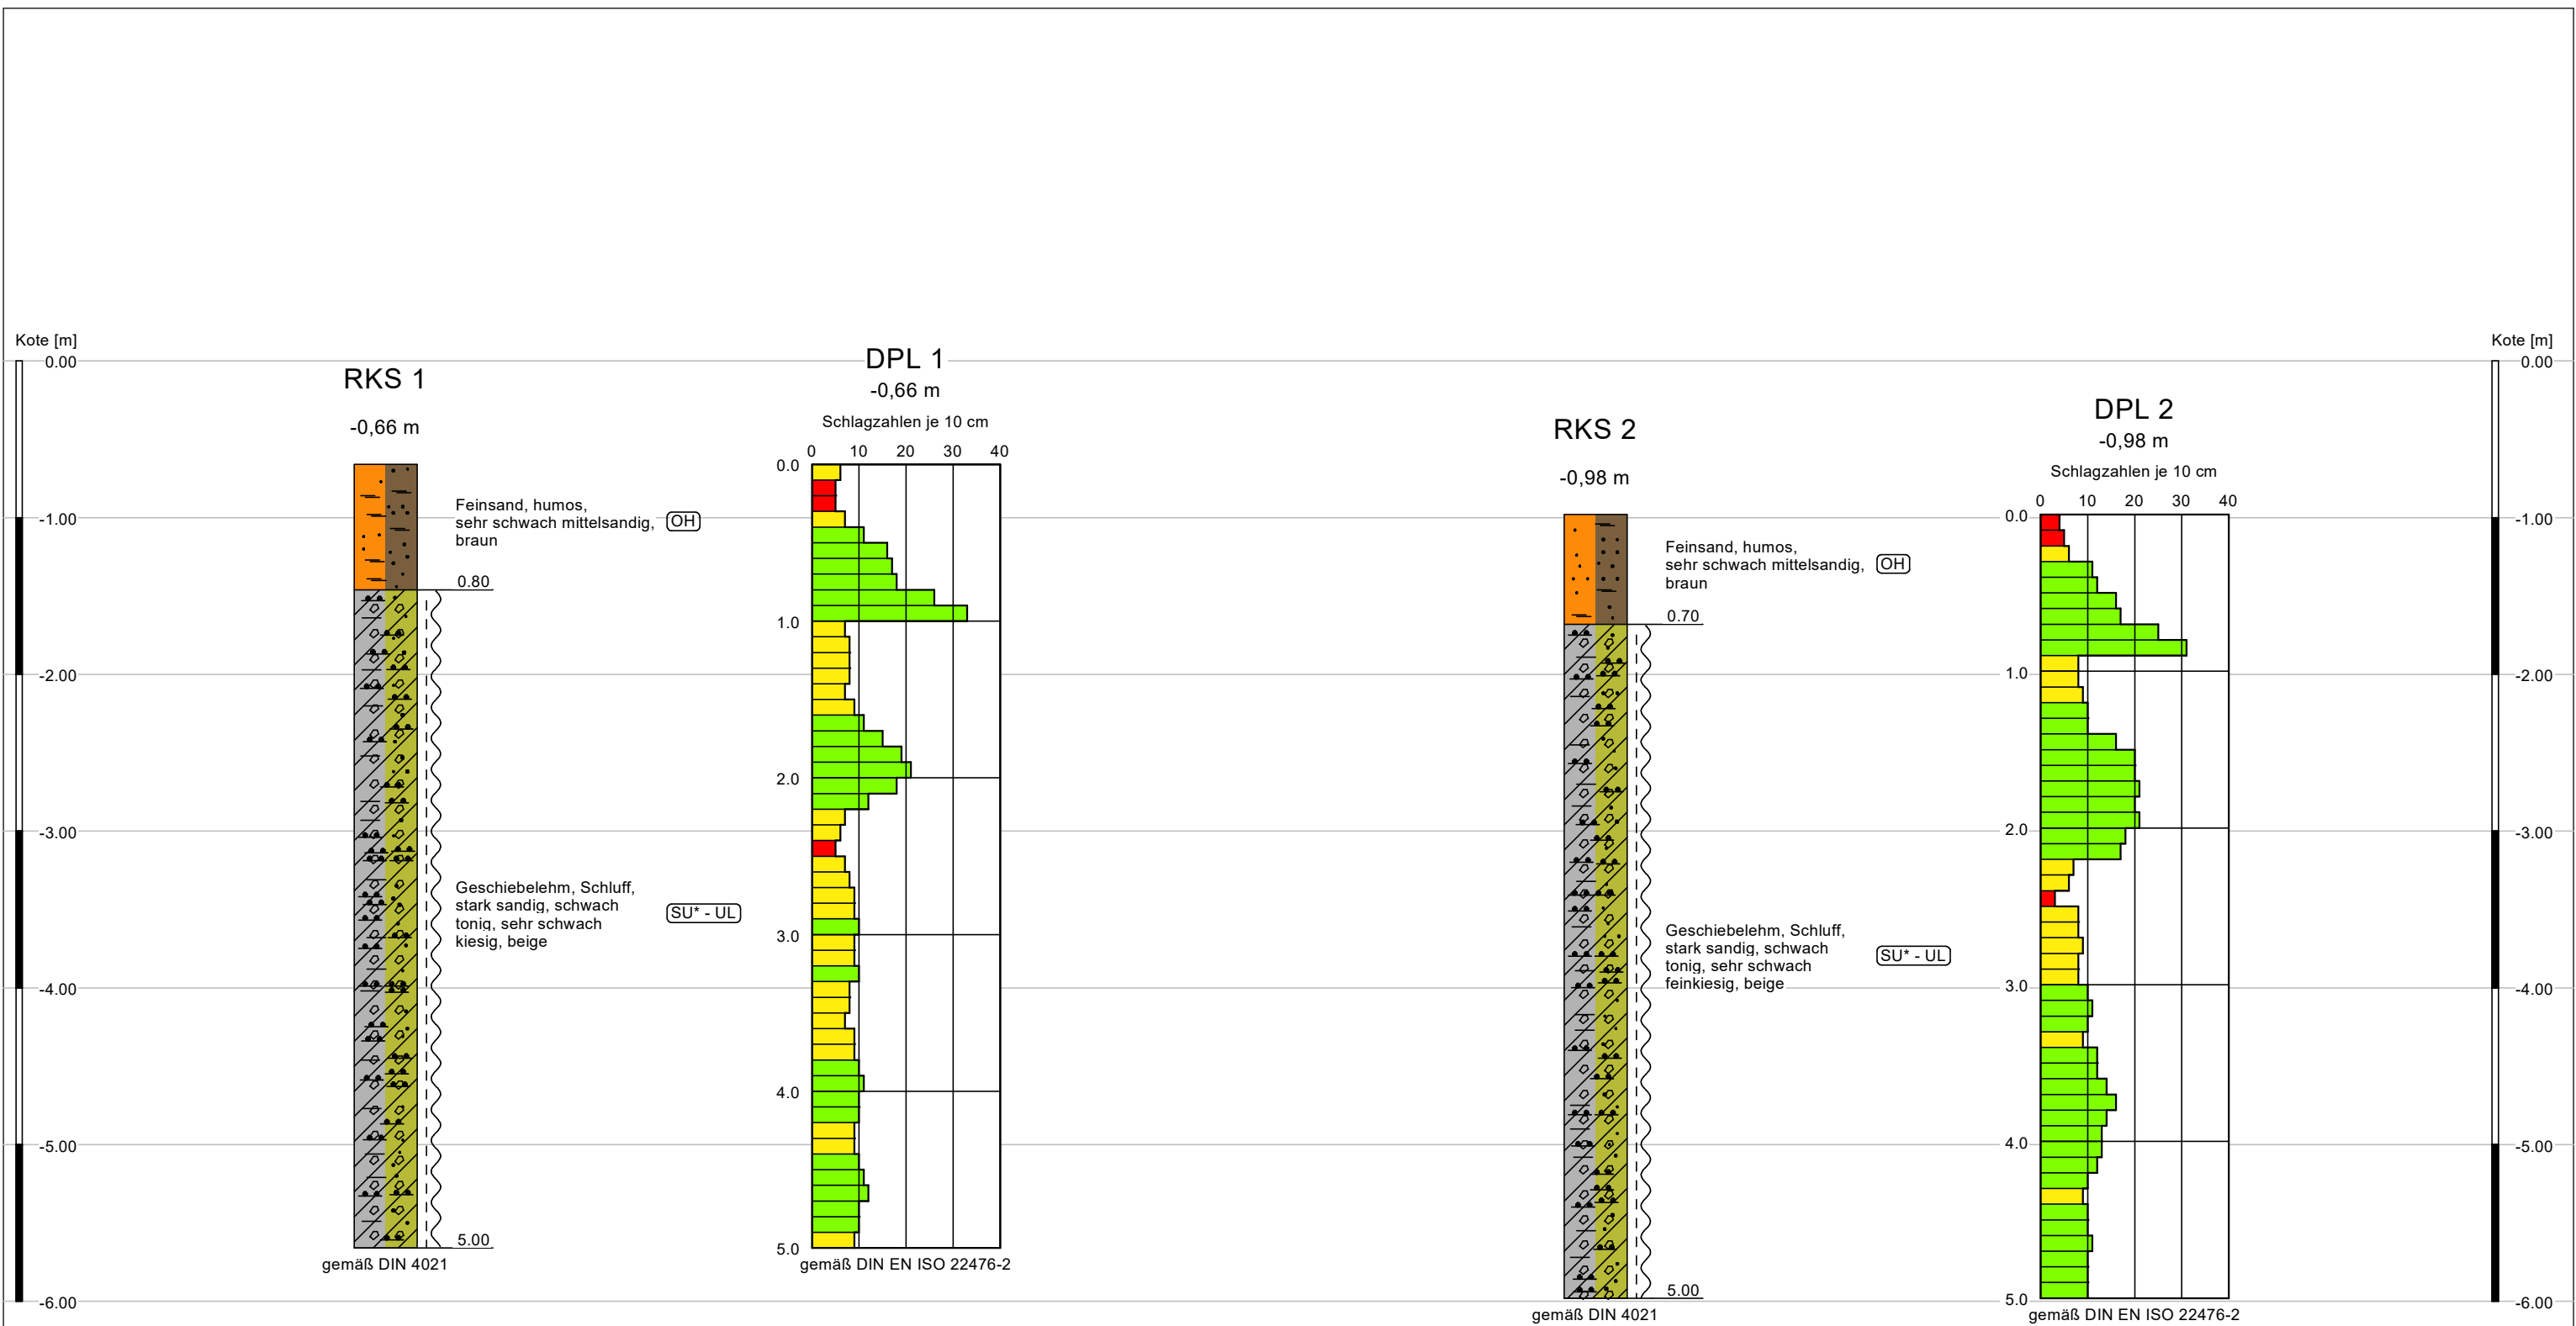 Kote [m]
0.00
-1.00
-2.00
-3.00
-4.00
-5.00
-6.00
RKS 1
-0,66 m
Feinsand, humos,
sehr schwach mittelsandig,
braun
OH
0.80
Geschiebelehm, Schluff,
stark sandig, schwach
tonig, sehr schwach
kiesig, beige
SU* - UL
5.00
gemäß DIN 4021
DPL 1
-0,66 m
Schlagzahlen je 10 cm
0 10 20 30 40
0.0
1.0
2.0
3.0
4.0
5.0
gemäß DIN EN ISO 22476-2
RKS 2
-0,98 m
Feinsand, humos,
sehr schwach mittelsandig,
braun
OH
0.70
Geschiebelehm, Schluff,
stark sandig, schwach
tonig, sehr schwach
feinkiesig, beige
SU* - UL
5.00
gemäß DIN 4021
DPL 2
-0,98 m
Schlagzahlen je 10 cm
0 10 20 30 40
0.0
1.0
2.0
3.0
4.0
5.0
gemäß DIN EN ISO 22476-2
Kote [m]
0.00
-1.00
-2.00
-3.00
-4.00
-5.00
-6.00